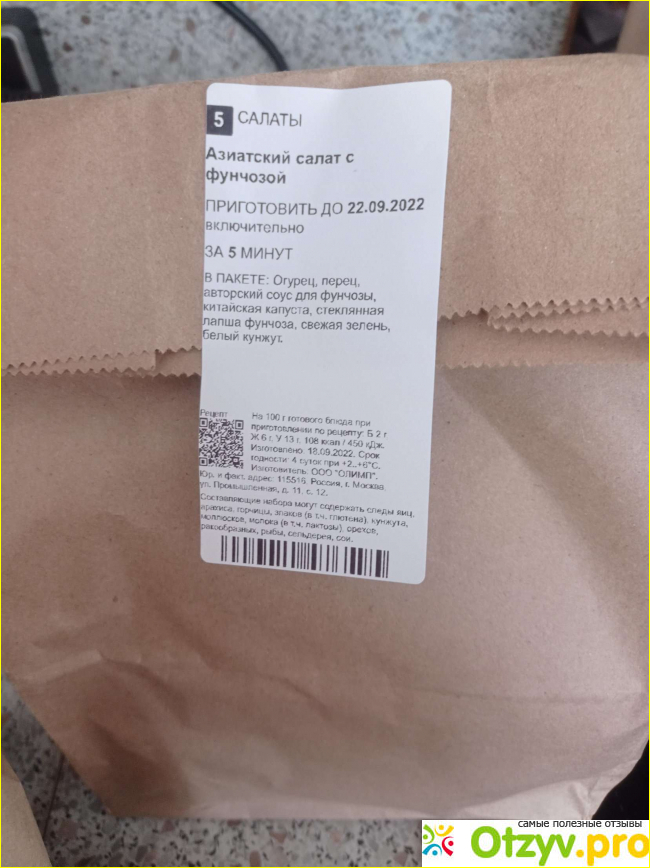 5 САЛАТЫ
Азиатский салат с
фунчозой
ПРИГОТОВИТЬ ДО 22.09.2022
включительно
ЗА 5 МИНУТ
В ПАКЕТЕ: Огурец, перец,
авторский соус для фунчозы,
китайская капуста, стеклянная
лапша фунчоза, свежая зелень,
белый кунжут.
Рецепт
На 100 г готового блюда при
приготовлении по рецепту: Б 2 г
Ж 6 г. У 13 г. 108 ккал / 450 кДж.
Изготовлено: 18.09.2022. Срок
годности: 4 суток при +2..+6°С.
Изготовитель: ООО "ОЛИМП".
Юр. и факт. адрес: 115516, Россия, г. Москва,
ул. Промышленная, д. 11, с. 12.
Составляющие набора могут содержать следы яиц,
арахиса, горчицы, злаков (в т.ч. глютена), кунжута,
моллюсков, молока (в т.ч. лактозы), орехов,
ракообразных, рыбы, сельдерея, сои.
самые полезные отзывы
Otzyv.pro